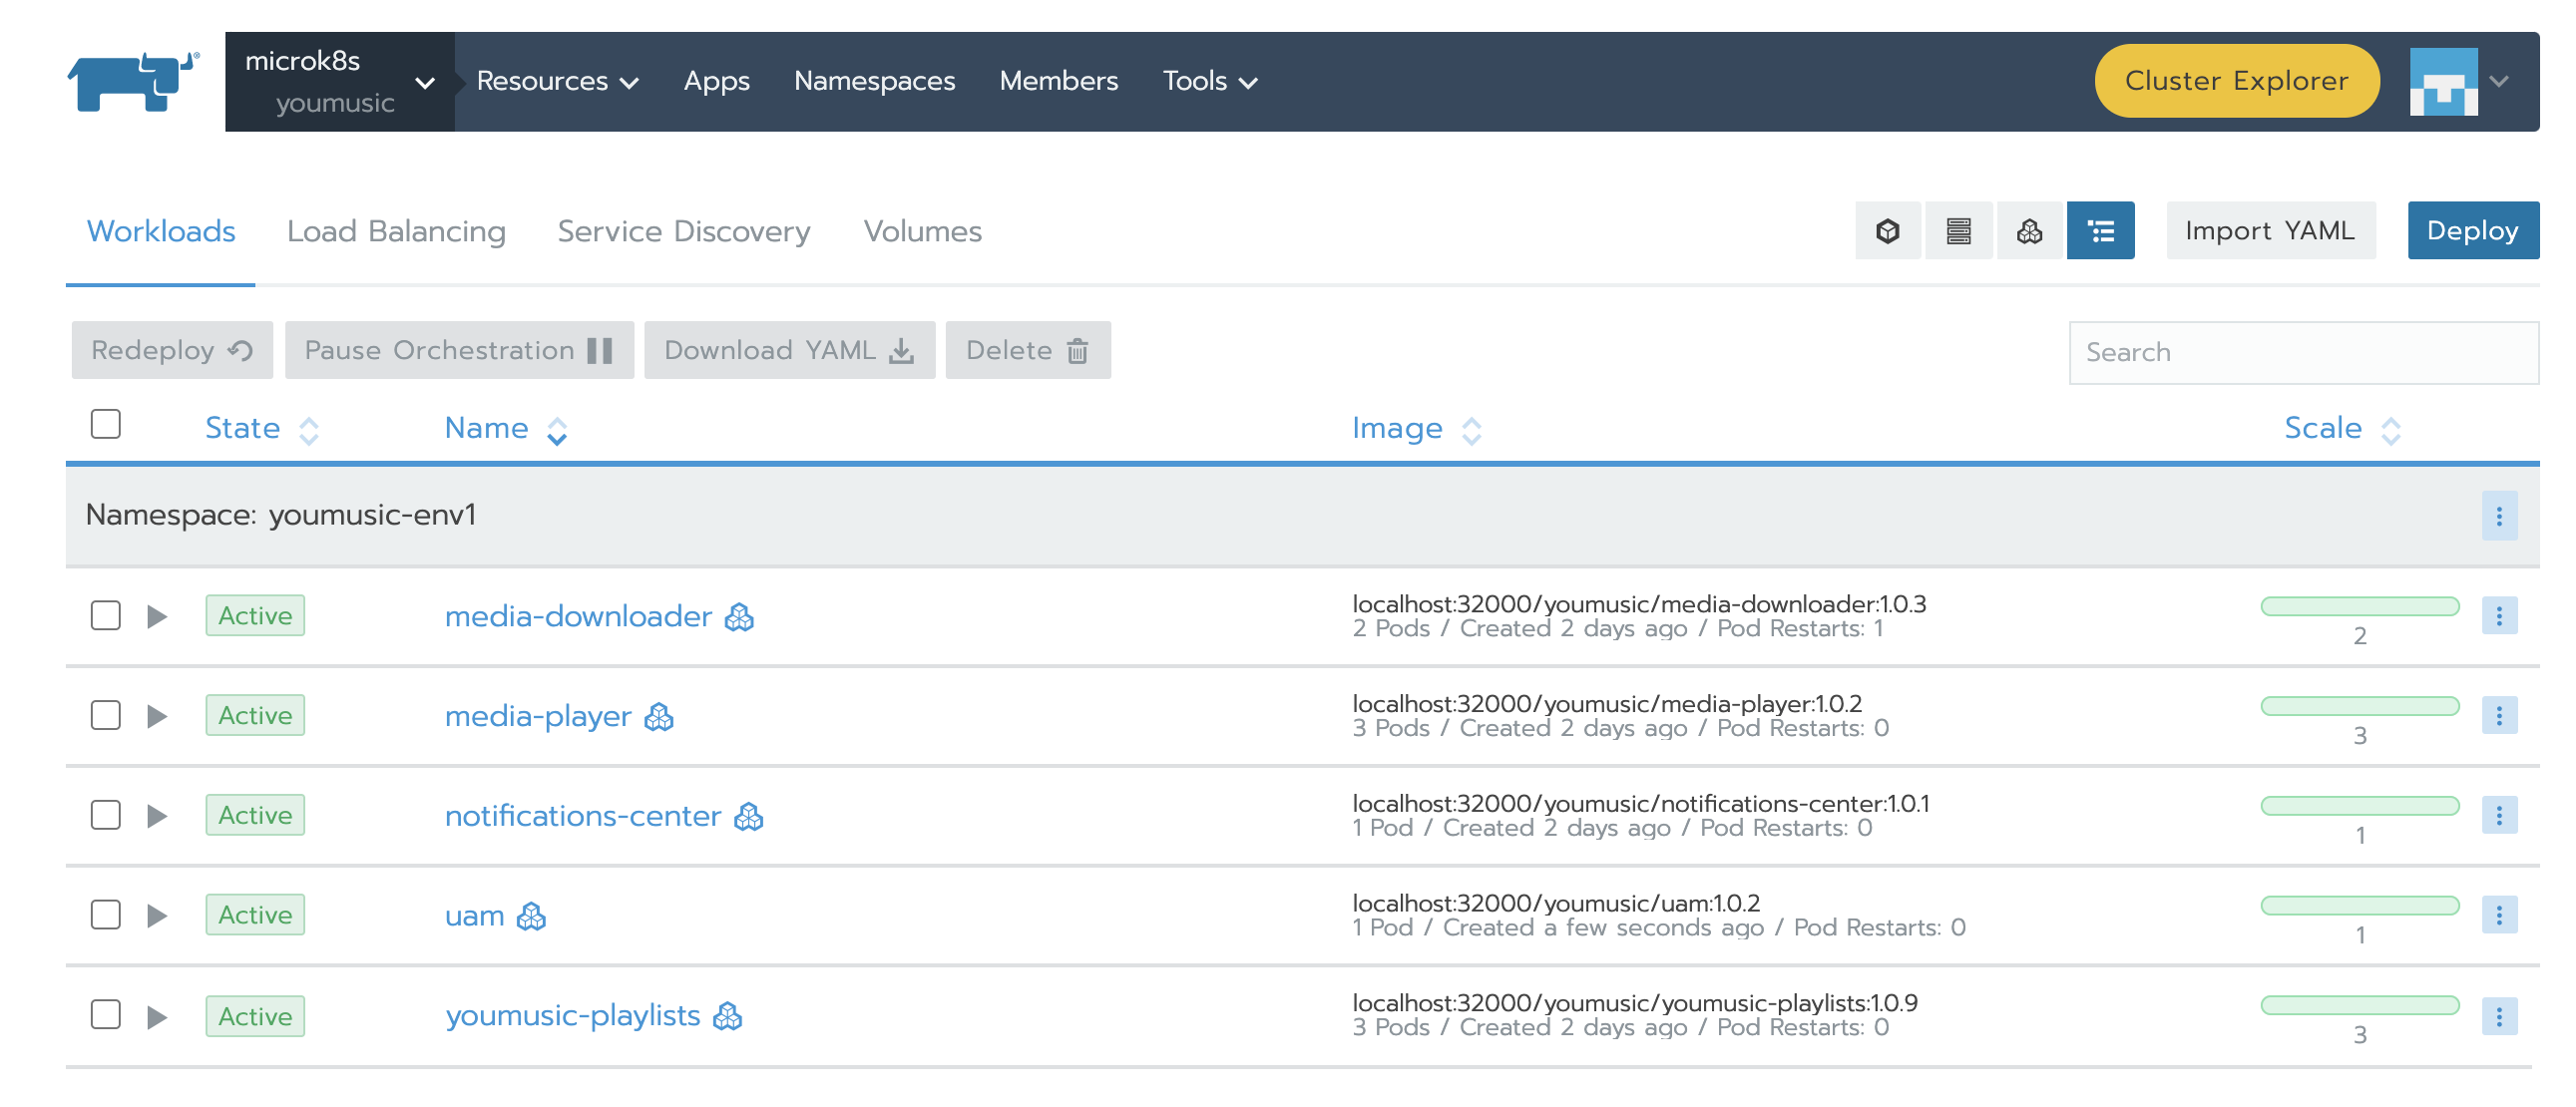 microk8s
youmusic
Resources
Apps
Namespaces
Members
Tools
Cluster Explorer
Workloads
Load Balancing
Service Discovery
Volumes
Import YAML
Deploy
Redeploy
Pause Orchestration
Download YAML
Delete
Search
State
Name
Image
Scale
Namespace: youmusic-env1
Active
media-downloader
localhost:32000/youmusic/media-downloader:1.0.3
2 Pods / Created 2 days ago / Pod Restarts: 1
2
Active
media-player
localhost:32000/youmusic/media-player:1.0.2
3 Pods / Created 2 days ago / Pod Restarts: 0
3
Active
notifications-center
localhost:32000/youmusic/notifications-center:1.0.1
1 Pod / Created 2 days ago / Pod Restarts: 0
1
Active
uam
localhost:32000/youmusic/uam:1.0.2
1 Pod / Created a few seconds ago / Pod Restarts: 0
1
Active
youmusic-playlists
localhost:32000/youmusic/youmusic-playlists:1.0.9
3 Pods / Created 2 days ago / Pod Restarts: 0
3